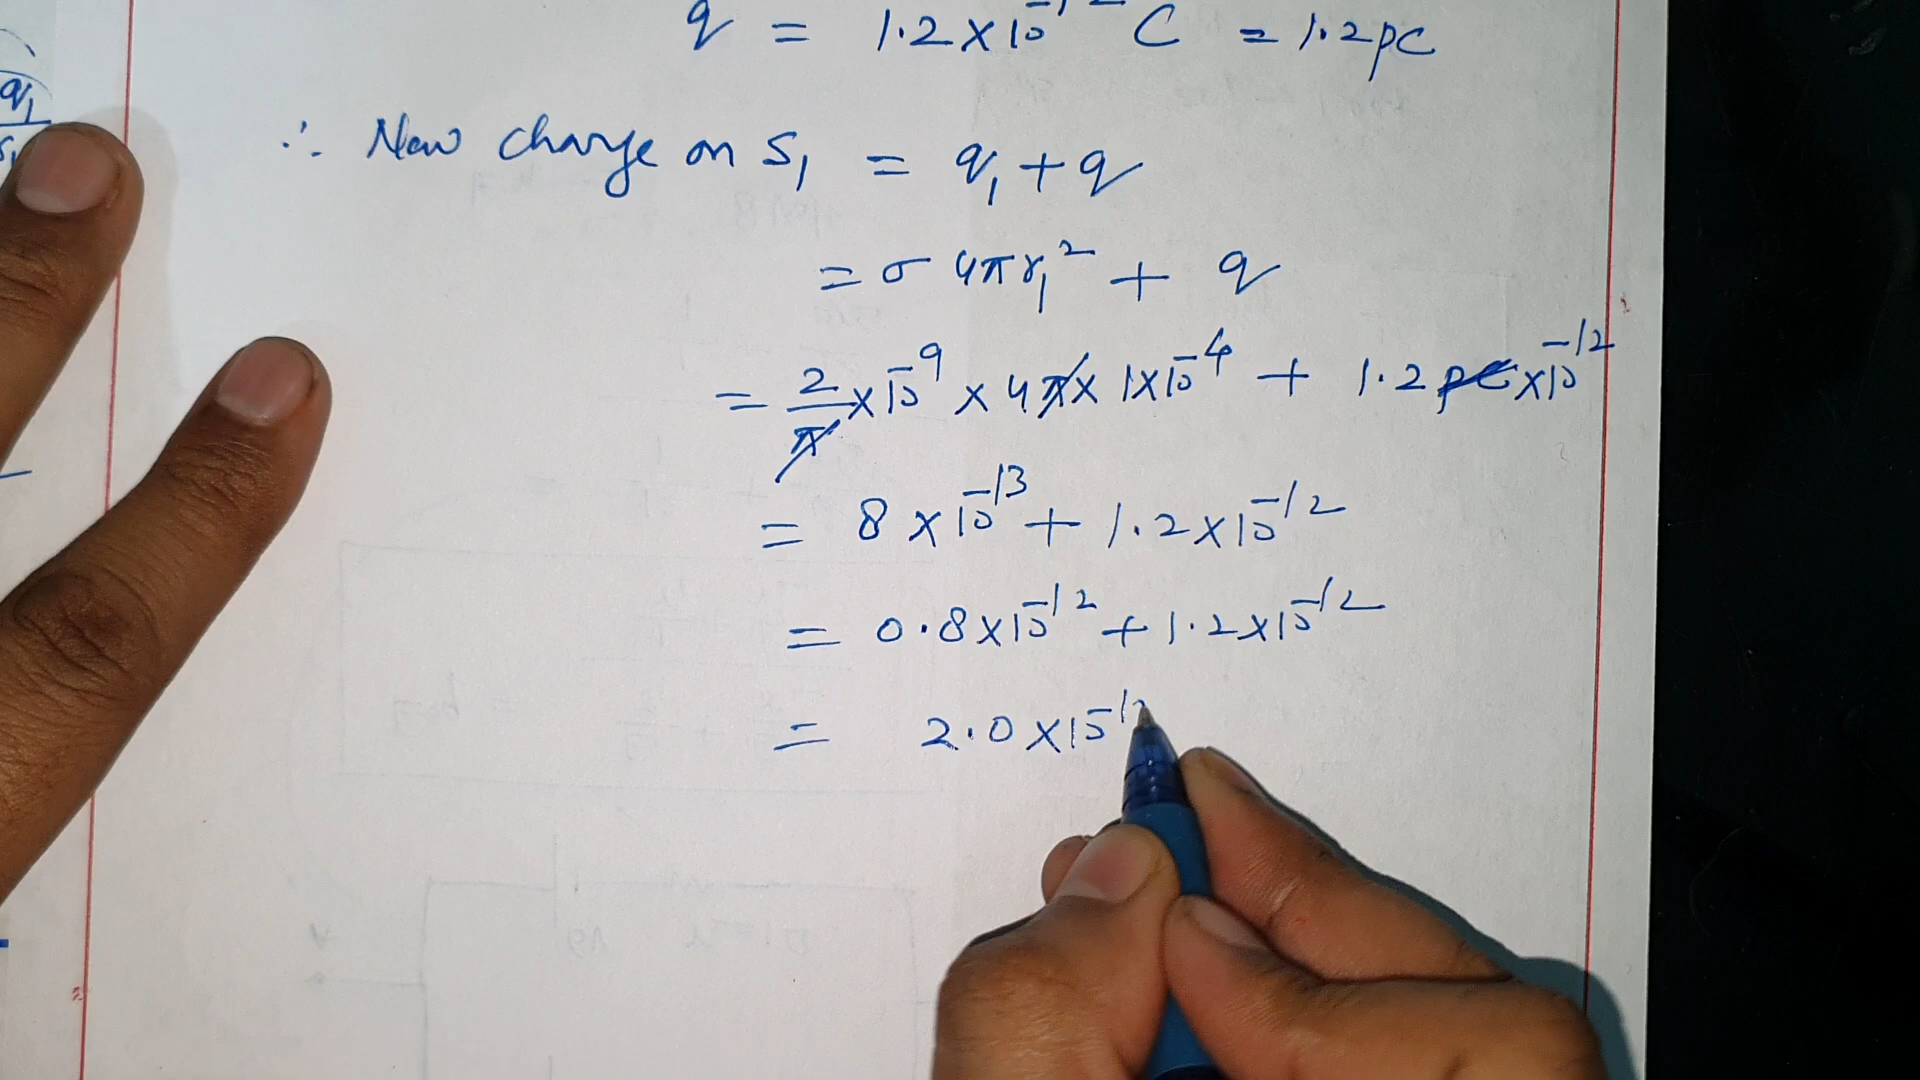 q = 1.2×10⁻¹² C = 1.2pC
q₁
∴ New charge on S₁ = q₁ + q
= σ 4πr₁² + q
= 2/π × 10⁻⁹ × 4π × 1×10⁻⁴ + 1.2 pC ×10⁻¹²
= 8 × 10⁻¹³ + 1.2×10⁻¹²
= 0.8×10⁻¹² + 1.2×10⁻¹²
= 2.0 ×10⁻¹²